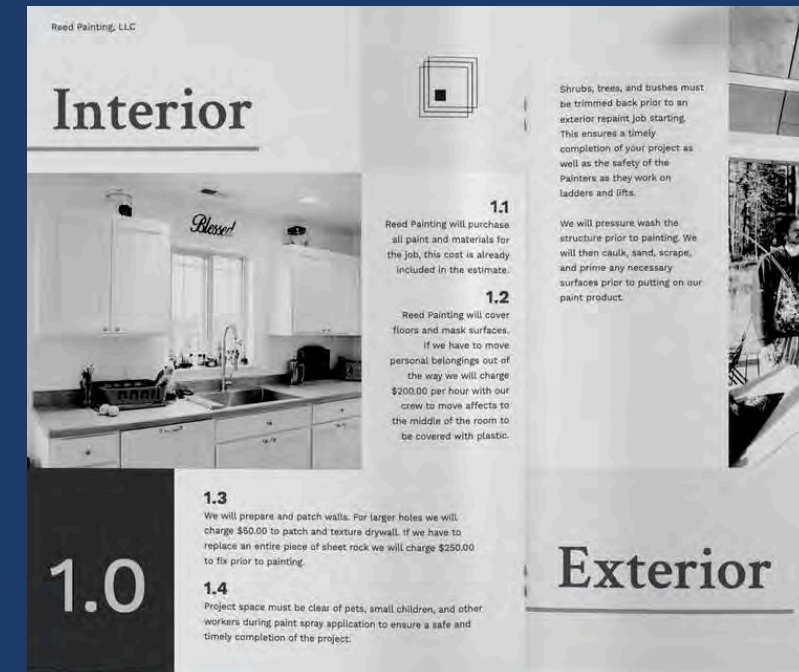 Reed Painting, LLC
Interior
Blessed
1.1
Reed Painting will purchase
all paint and materials for
the job, this cost is already
included in the estimate.
1.2
Reed Painting will cover
floors and mask surfaces.
If we have to move
personal belongings out of
the way we will charge
$200.00 per hour with our
crew to move affects to
the middle of the room to
be covered with plastic.
1.0
1.3
We will prepare and patch walls. For larger holes we will
charge $50.00 to patch and texture drywall. If we have to
replace an entire piece of sheet rock we will charge $250.00
to fix prior to painting.
1.4
Project space must be clear of pets, small children, and other
workers during paint spray application to ensure a safe and
timely completion of the project.
Shrubs, trees, and bushes must
be trimmed back prior to an
exterior repaint job starting.
This ensures a timely
completion of your project as
well as the safety of the
Painters as they work on
ladders and lifts.
We will pressure wash the
structure prior to painting. We
will then caulk, sand, scrape,
and prime any necessary
surfaces prior to putting on our
paint product.
Exterior